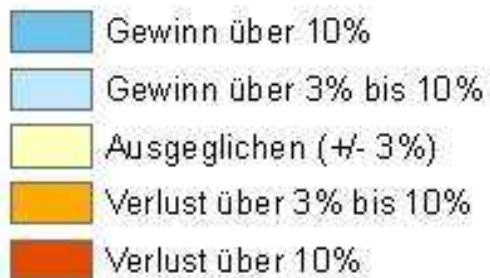 Gewinn über 10%
Gewinn über 3% bis 10%
Ausgeglichen (+/- 3%)
Verlust über 3% bis 10%
Verlust über 10%